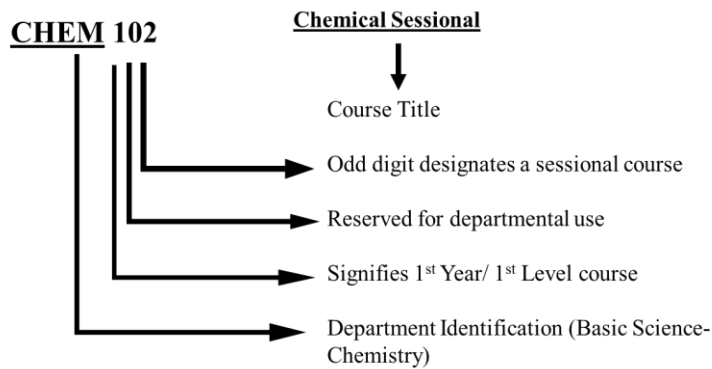 Chemical Sessional
CHEM 102
Course Title
Odd digit designates a sessional course
Reserved for departmental use
Signifies 1st Year/ 1st Level course
Department Identification (Basic Science-
Chemistry)